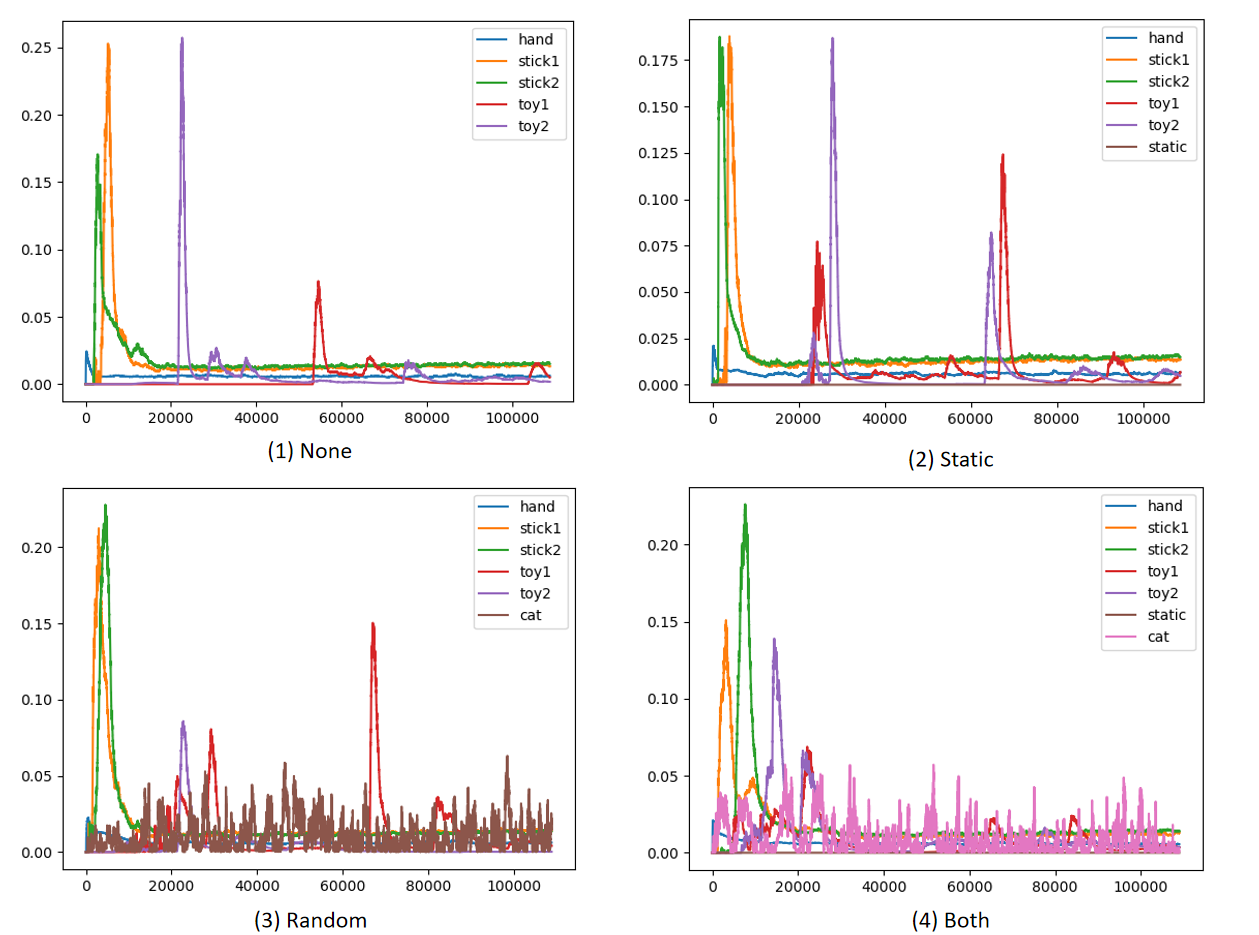 0.25
0.20
0.15
0.10
0.05
0.00
0
20000
40000
60000
80000
100000
hand
stick1
stick2
toy1
toy2
(1) None
0.175
0.150
0.125
0.100
0.075
0.050
0.025
0.000
0
20000
40000
60000
80000
100000
hand
stick1
stick2
toy1
toy2
static
(2) Static
0.20
0.15
0.10
0.05
0.00
0
20000
40000
60000
80000
100000
hand
stick1
stick2
toy1
toy2
cat
(3) Random
0.20
0.15
0.10
0.05
0.00
0
20000
40000
60000
80000
100000
hand
stick1
stick2
toy1
toy2
static
cat
(4) Both